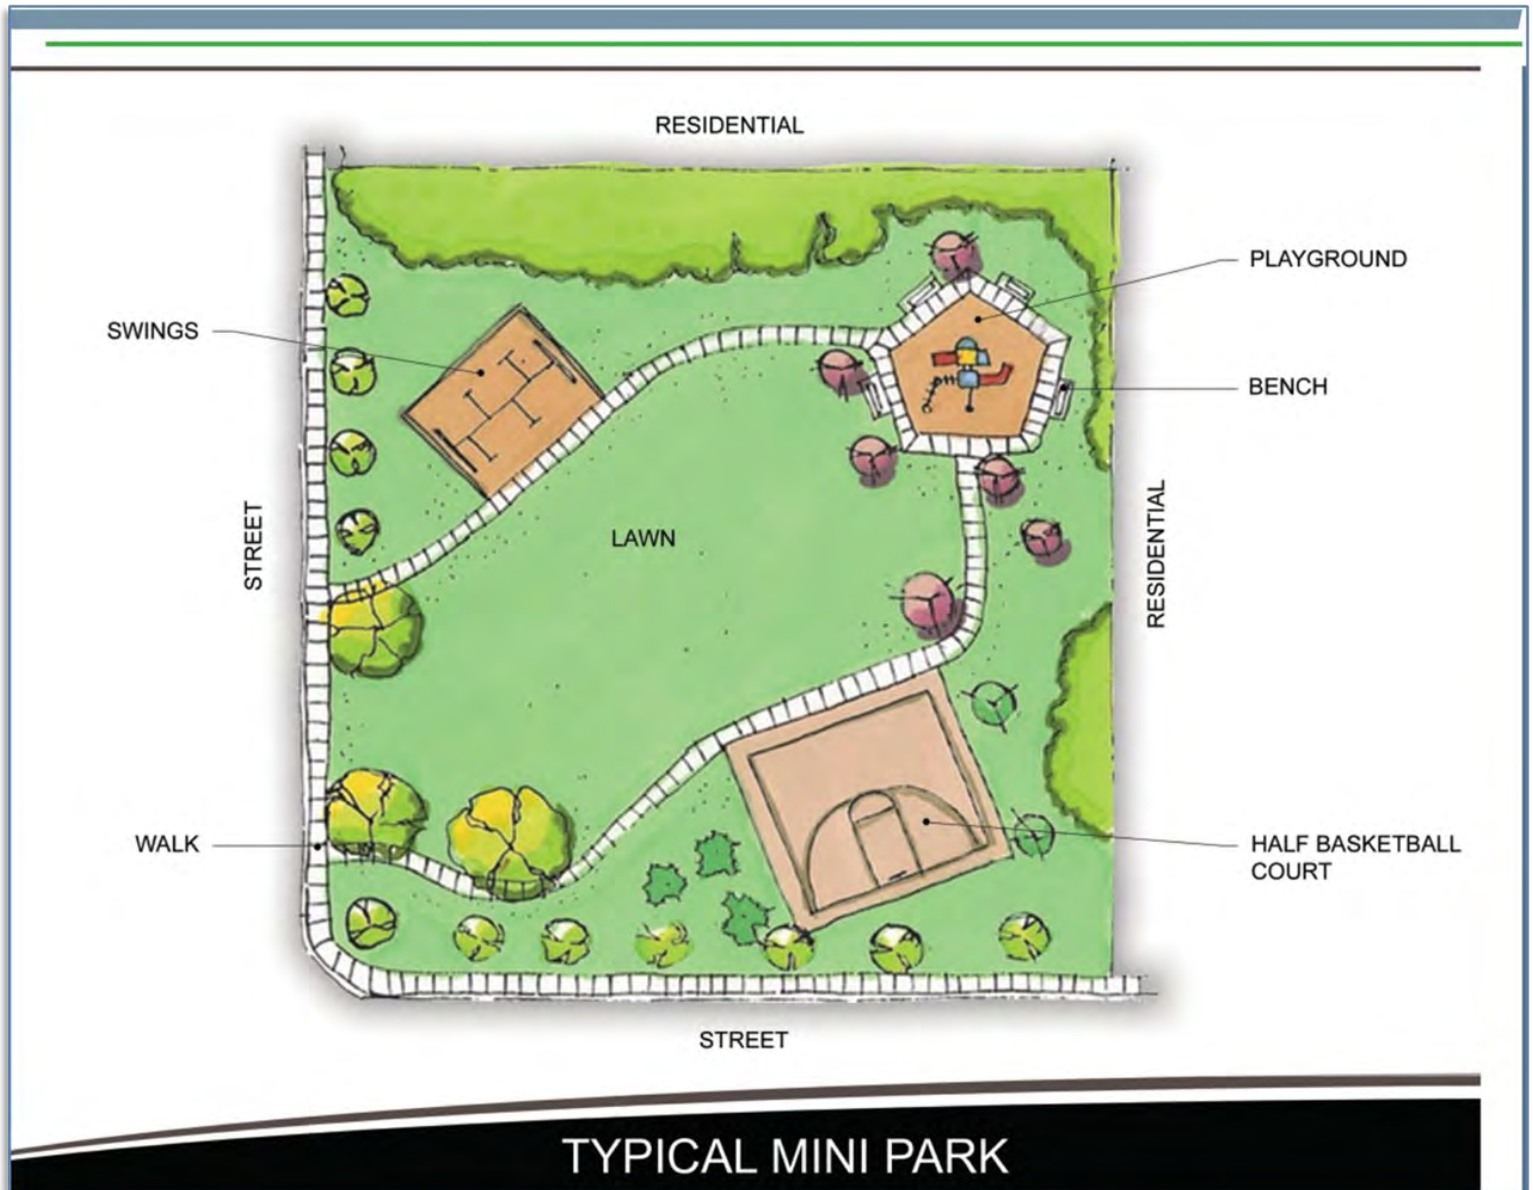 RESIDENTIAL
PLAYGROUND
SWINGS
BENCH
STREET
LAWN
RESIDENTIAL
WALK
HALF BASKETBALL
COURT
STREET
TYPICAL MINI PARK